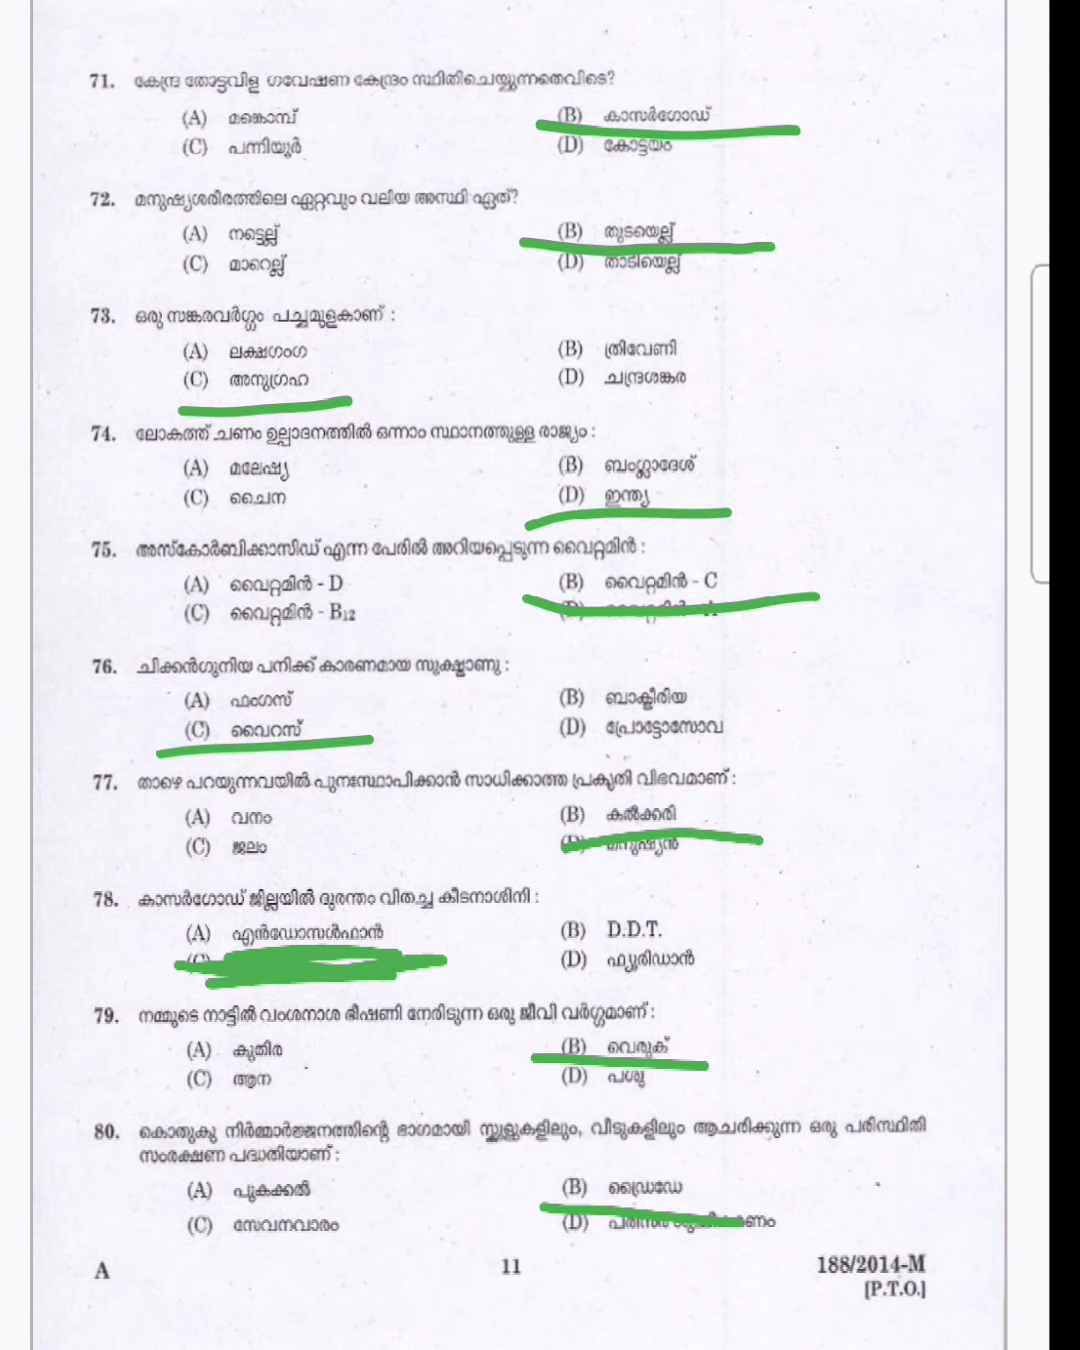 71. കേന്ദ്ര തോട്ടവിള ഗവേഷണ കേന്ദ്രം സ്ഥിതിചെയ്യുന്നതെവിടെ?
(A) മങ്കൊമ്പ് (B) കാസർഗോഡ്
(C) പന്നിയൂർ (D) കോട്ടയം
72. മനുഷ്യശരീരത്തിലെ ഏറ്റവും വലിയ അസ്ഥി ഏത്?
(A) നട്ടെല്ല് (B) തുടയെല്ല്
(C) മാറെല്ല് (D) താടിയെല്ല്
73. ഒരു സങ്കരവർഗ്ഗം പച്ചമുളകാണ് :
(A) ലക്ഷഗംഗ (B) ത്രിവേണി
(C) അനുഗ്രഹ (D) ചന്ദ്രശങ്കര
74. ലോകത്ത് ചണം ഉല്പാദനത്തിൽ ഒന്നാം സ്ഥാനത്തുള്ള രാജ്യം :
(A) മലേഷ്യ (B) ബംഗ്ലാദേശ്
(C) ചൈന (D) ഇന്ത്യ
75. അസ്കോർബിക്കാസിഡ് എന്ന പേരിൽ അറിയപ്പെടുന്ന വൈറ്റമിൻ :
(A) വൈറ്റമിൻ - D (B) വൈറ്റമിൻ - C
(C) വൈറ്റമിൻ - B₁₂
76. ചിക്കൻഗുനിയ പനിക്ക് കാരണമായ സൂക്ഷ്മാണു :
(A) ഫംഗസ് (B) ബാക്ടീരിയ
(C) വൈറസ് (D) പ്രോട്ടോസോവ
77. താഴെ പറയുന്നവയിൽ പുനഃസ്ഥാപിക്കാൻ സാധിക്കാത്ത പ്രകൃതി വിഭവമാണ് :
(A) വനം (B) കൽക്കരി
(C) ജലം (D) മനുഷ്യൻ
78. കാസർഗോഡ് ജില്ലയിൽ ദുരന്തം വിതച്ച കീടനാശിനി :
(A) എൻഡോസൾഫാൻ (B) D.D.T.
(C) (D) ഫ്യൂരിഡാൻ
79. നമ്മുടെ നാട്ടിൽ വംശനാശ ഭീഷണി നേരിടുന്ന ഒരു ജീവി വർഗ്ഗമാണ് :
(A) കുതിര (B) വെരുക്
(C) ആന (D) പശു
80. കൊതുകു നിർമ്മാർജ്ജനത്തിന്റെ ഭാഗമായി സ്കൂളുകളിലും, വീടുകളിലും ആചരിക്കുന്ന ഒരു പരിസ്ഥിതി
സംരക്ഷണ പദ്ധതിയാണ് :
(A) പുകക്കൽ (B) ഡ്രൈഡേ
(C) സേവനവാരം (D)
A 11 188/2014-M
[P.T.O.]